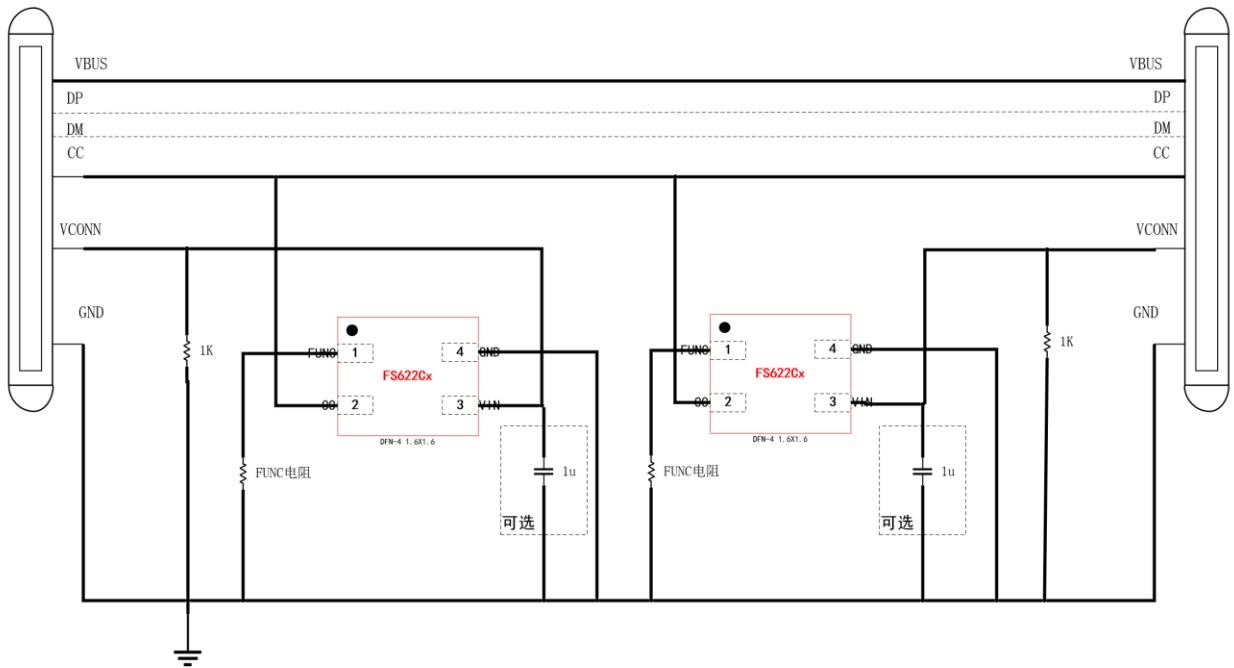 VBUS
VBUS
DP
DP
DM
DM
CC
CC
VCONN
VCONN
GND
GND
1K
1K
FUNC
1
4
GND
FS622Cx
CC
2
3
VIN
DFN-4 1.6X1.6
FUNC
1
4
GND
FS622Cx
CC
2
3
VIN
DFN-4 1.6X1.6
FUNC电阻
1u
可选
FUNC电阻
1u
可选